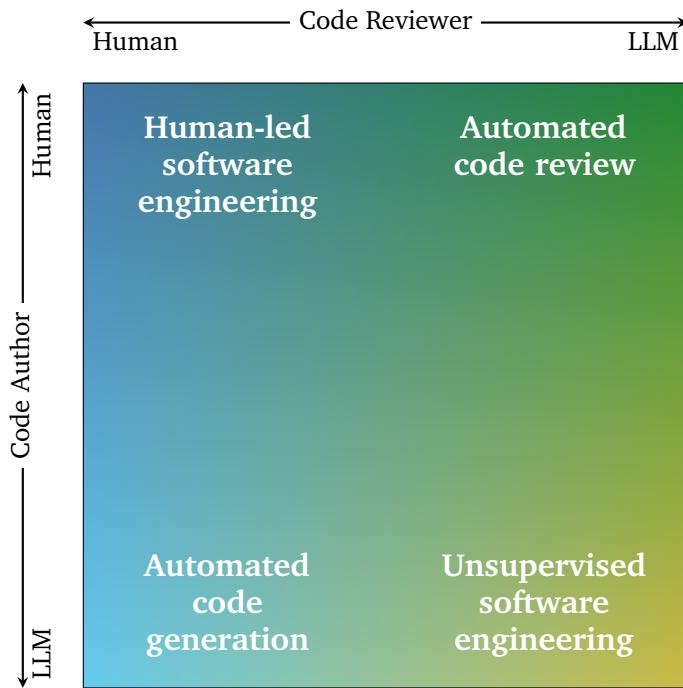 Code Reviewer
Human
LLM
Human
Code Author
LLM
Human-led
software
engineering
Automated
code review
Automated
code
generation
Unsupervised
software
engineering